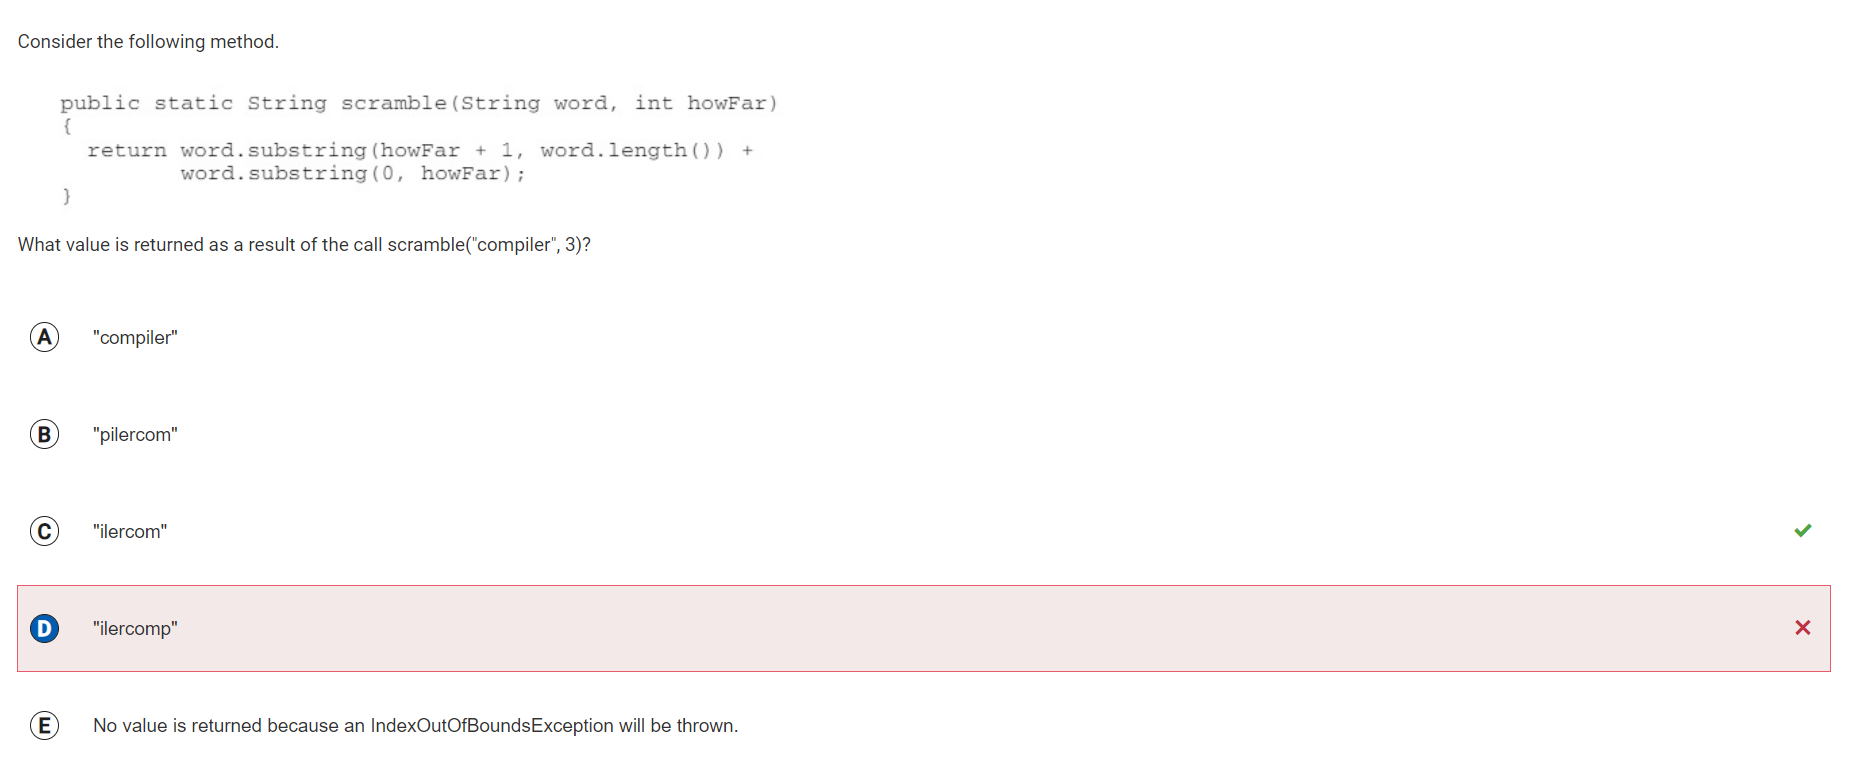 Consider the following method.
public static String scramble(String word, int howFar)
{
return word.substring(howFar + 1, word.length()) +
word.substring(0, howFar);
}
What value is returned as a result of the call scramble("compiler", 3)?
A "compiler"
B "pilercom"
C "ilercom"
D "ilercomp"
E No value is returned because an IndexOutOfBoundsException will be thrown.